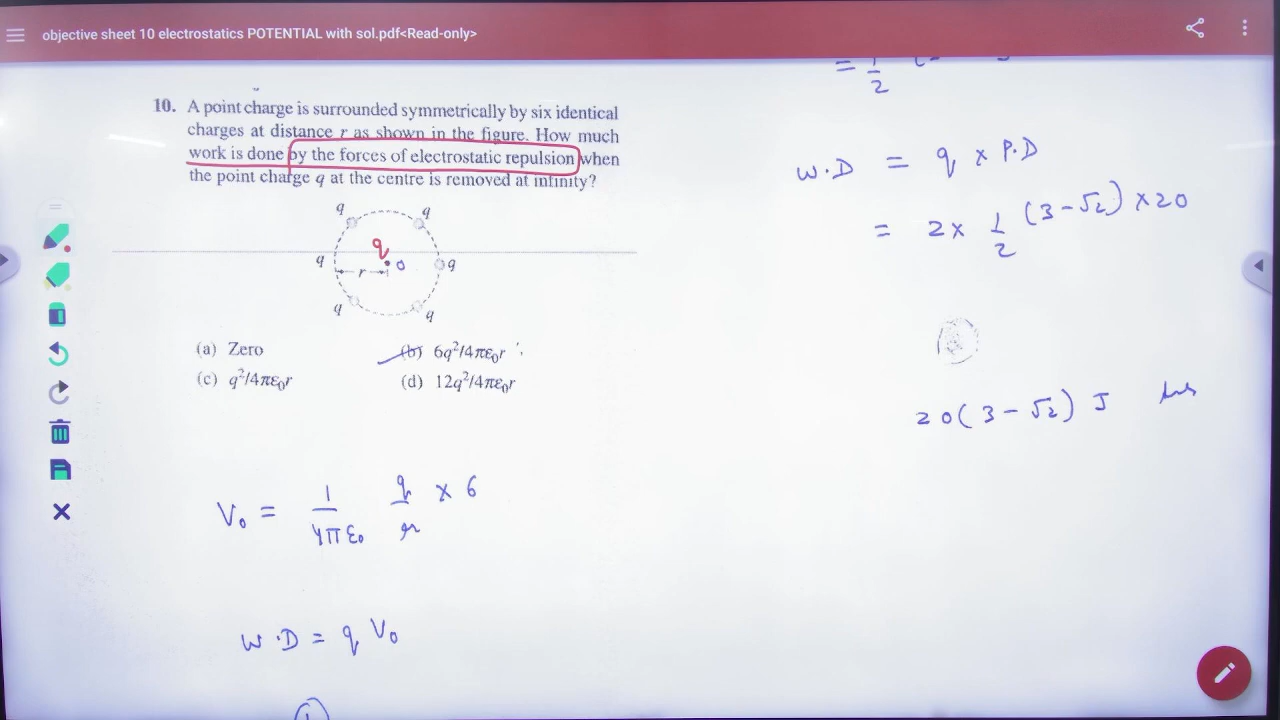 objective sheet 10 electrostatics POTENTIAL with sol.pdf<Read-only>
10. A point charge is surrounded symmetrically by six identical
charges at distance r as shown in the figure. How much
work is done by the forces of electrostatic repulsion when
the point charge q at the centre is removed at infinity?
q q
q q o q
r
q q
(a) Zero (b) 6q²/4πε₀r
(c) q²/4πε₀r (d) 12q²/4πε₀r
V₀ = 1/4πε₀ q/r × 6
W.D = q V₀
= 1/2
W.D = q × P.D
= 2 × 1/2 (3-√2) × 20
20(3-√2) J Ans